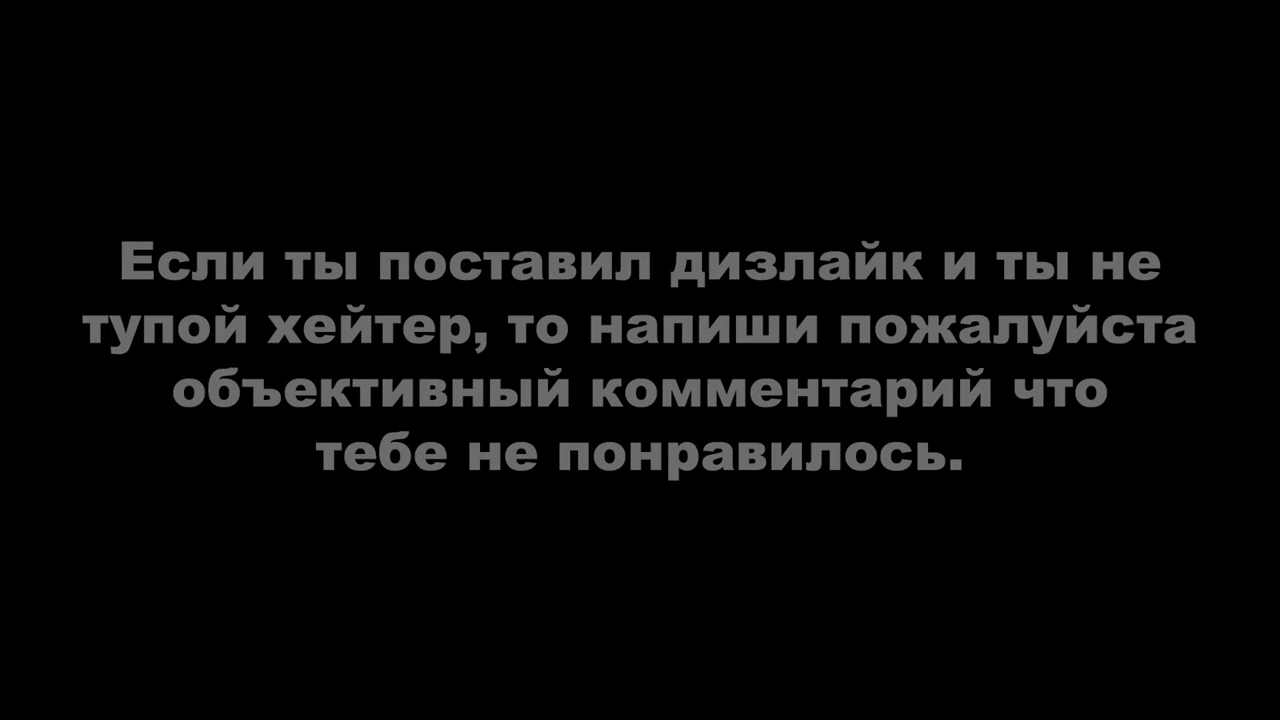 Если ты поставил дизлайк и ты не
тупой хейтер, то напиши пожалуйста
объективный комментарий что
тебе не понравилось.